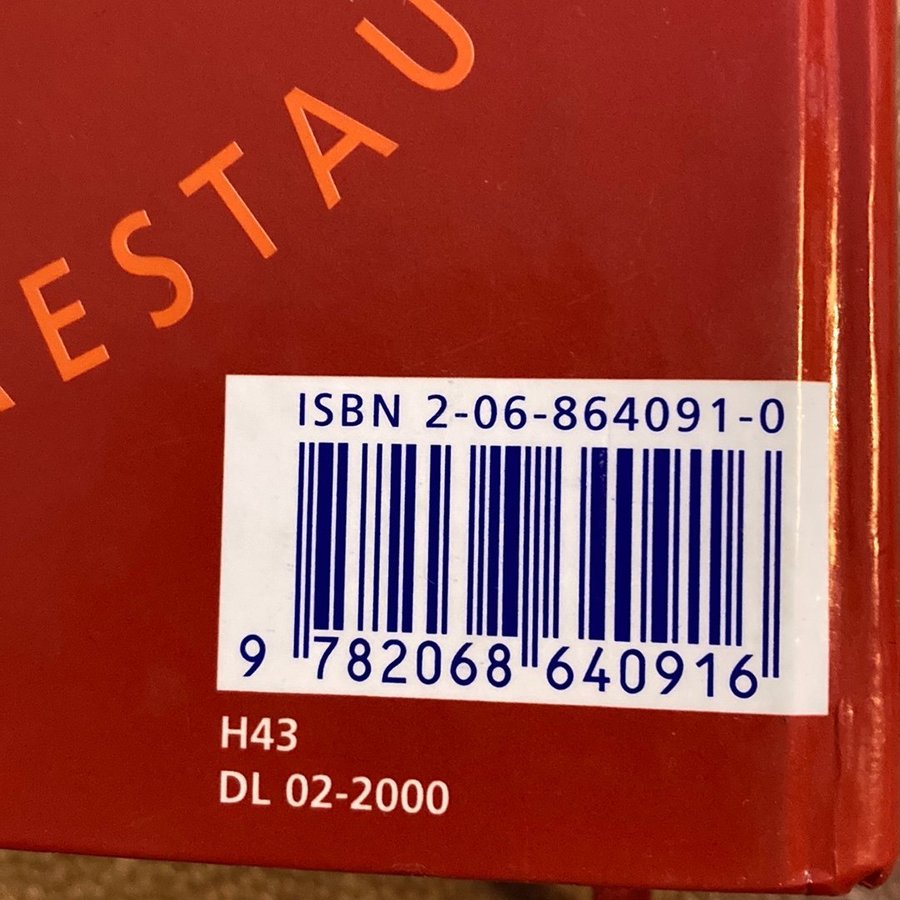 ESTAU
ISBN 2-06-864091-0
9 782068 640916
H43
DL 02-2000